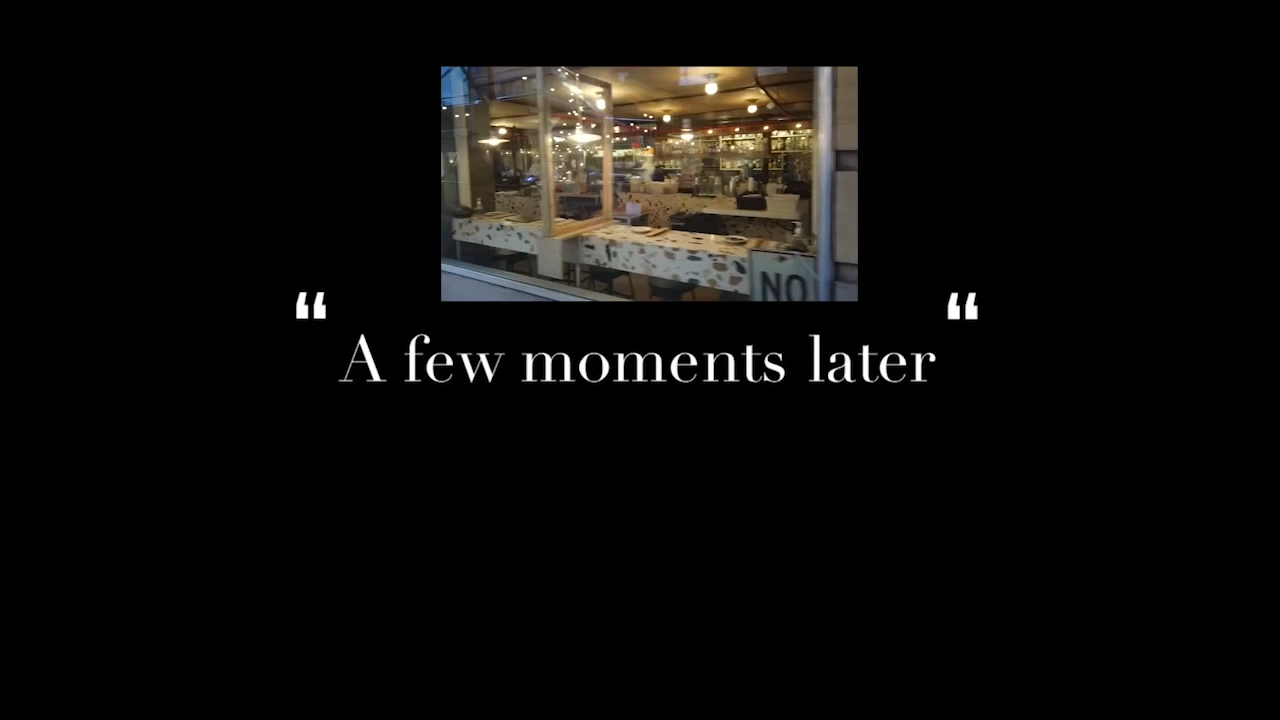 NO
“ A few moments later “